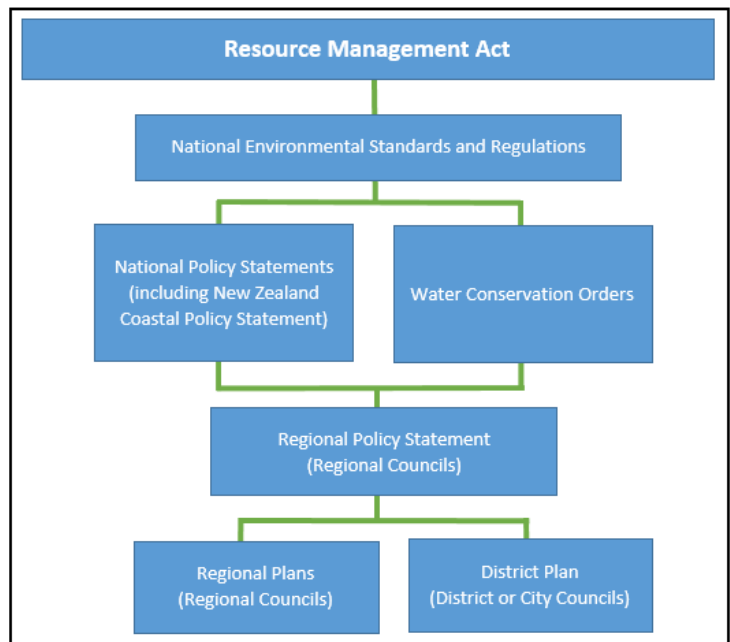 Resource Management Act
National Environmental Standards and Regulations
National Policy Statements
(including New Zealand
Coastal Policy Statement)
Water Conservation Orders
Regional Policy Statement
(Regional Councils)
Regional Plans
(Regional Councils)
District Plan
(District or City Councils)